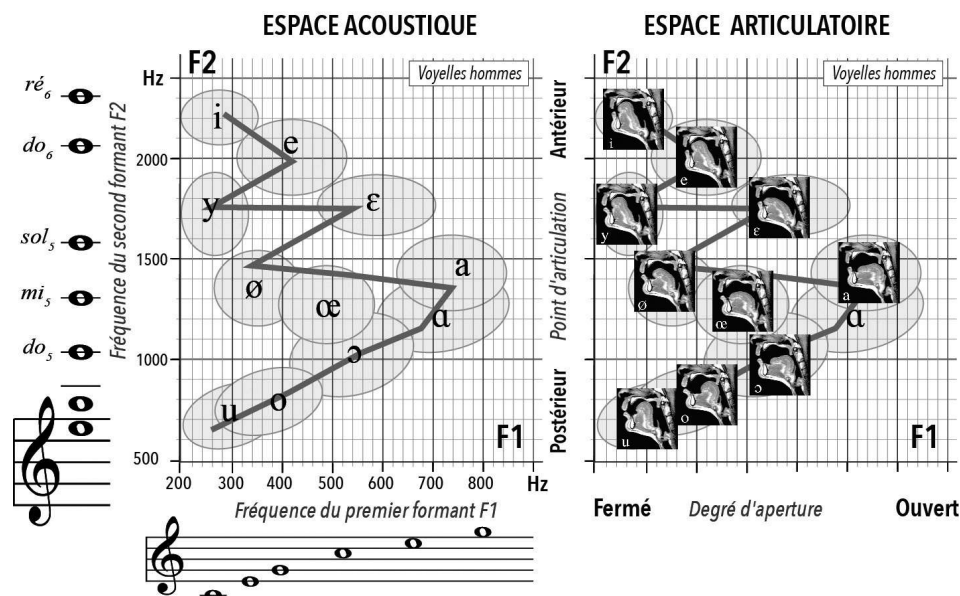 ESPACE ACOUSTIQUE
F2
Hz
Voyelles hommes
ré6
do6
sol5
mi5
do5
Fréquence du second formant F2
2000
1500
1000
500
i
e
y
ɛ
ø
œ
a
ɑ
ɔ
o
u
F1
200 300 400 500 600 700 800 Hz
Fréquence du premier formant F1
ESPACE ARTICULATOIRE
F2
Voyelles hommes
Antérieur
Point d'articulation
Postérieur
i
e
y
ɛ
ø
œ
a
ɑ
ɔ
o
u
F1
Fermé Degré d'aperture Ouvert